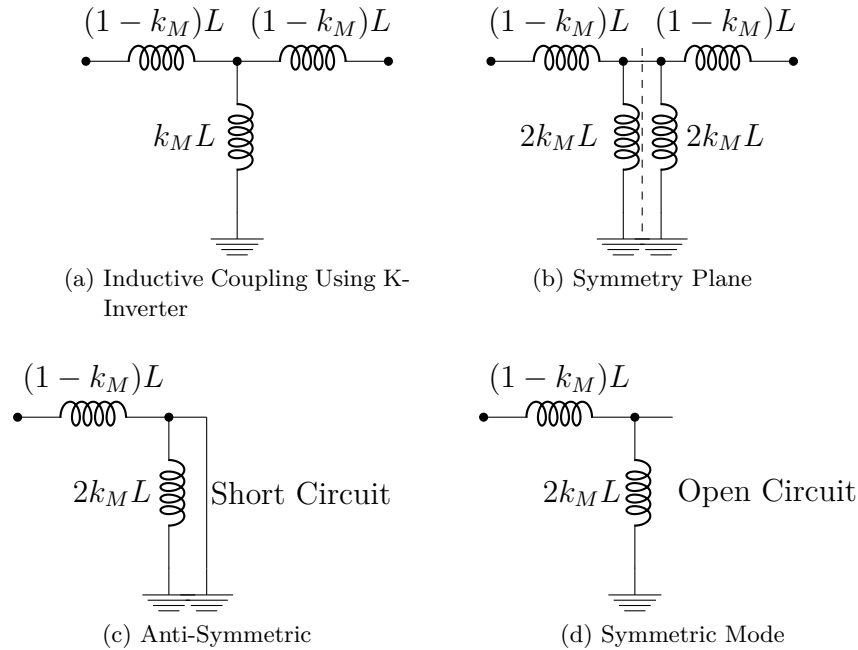 (1 − k_M)L (1 − k_M)L
k_M L
(a) Inductive Coupling Using K-
Inverter
(1 − k_M)L (1 − k_M)L
2k_M L 2k_M L
(b) Symmetry Plane
(1 − k_M)L
2k_M L Short Circuit
(c) Anti-Symmetric
(1 − k_M)L
2k_M L Open Circuit
(d) Symmetric Mode